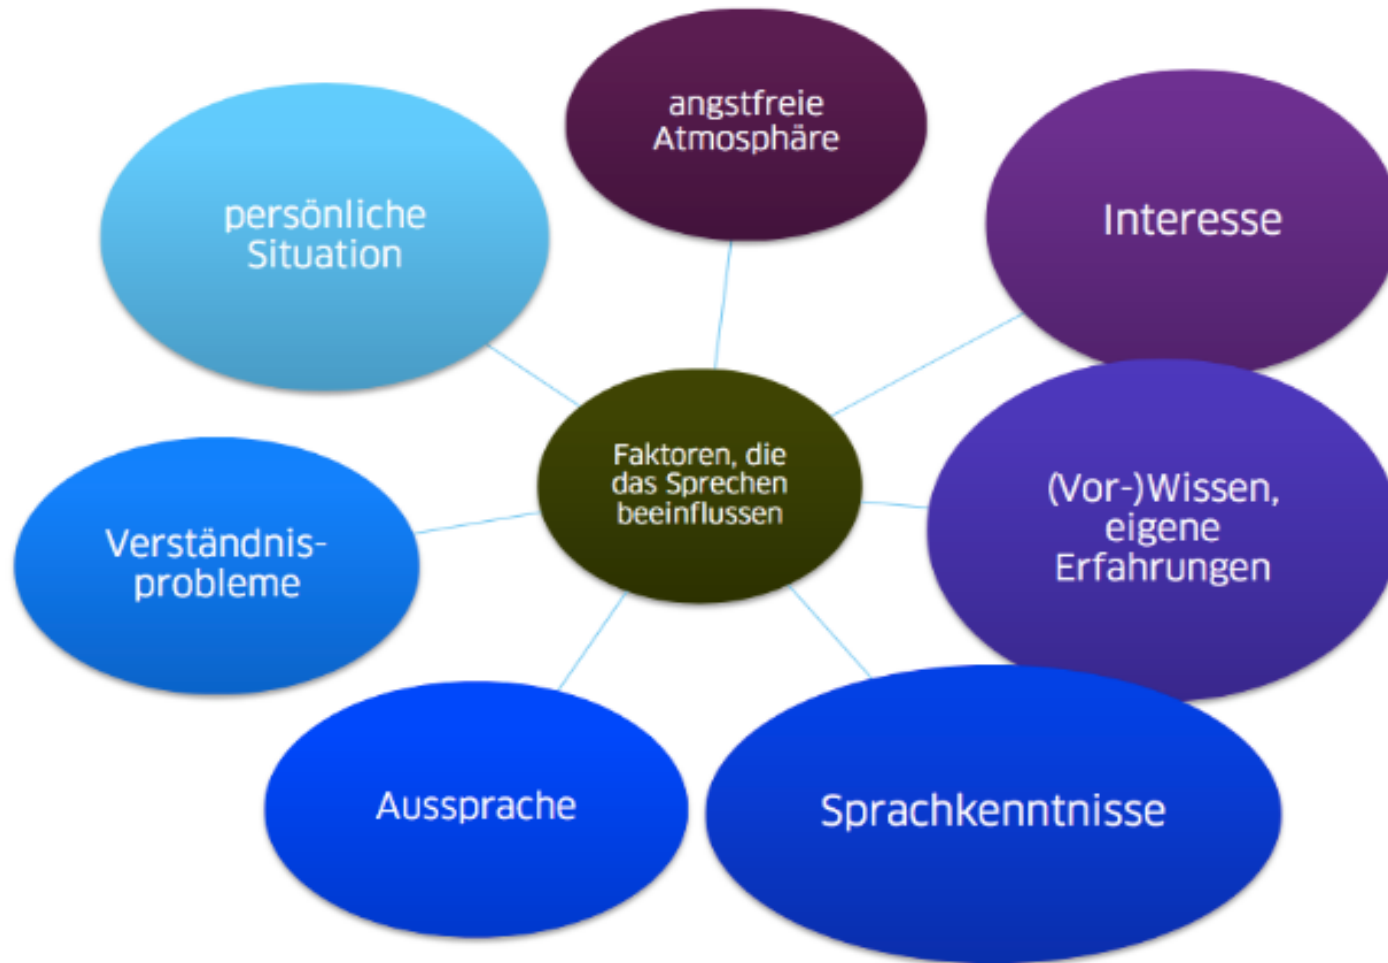 angstfreie
Atmosphäre
Interesse
persönliche
Situation
Faktoren, die
das Sprechen
beeinflussen
(Vor-)Wissen,
eigene
Erfahrungen
Verständnis-
probleme
Aussprache
Sprachkenntnisse